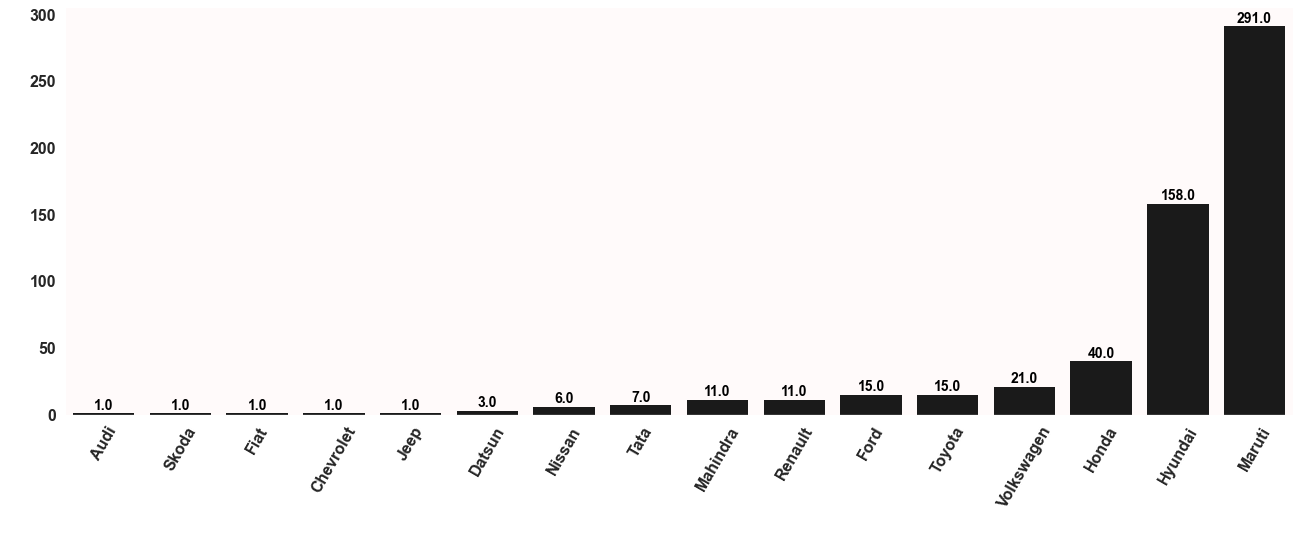 300
250
200
150
100
50
0
1.0
1.0
1.0
1.0
1.0
3.0
6.0
7.0
11.0
11.0
15.0
15.0
21.0
40.0
158.0
291.0
Audi
Skoda
Fiat
Chevrolet
Jeep
Datsun
Nissan
Tata
Mahindra
Renault
Ford
Toyota
Volkswagen
Honda
Hyundai
Maruti